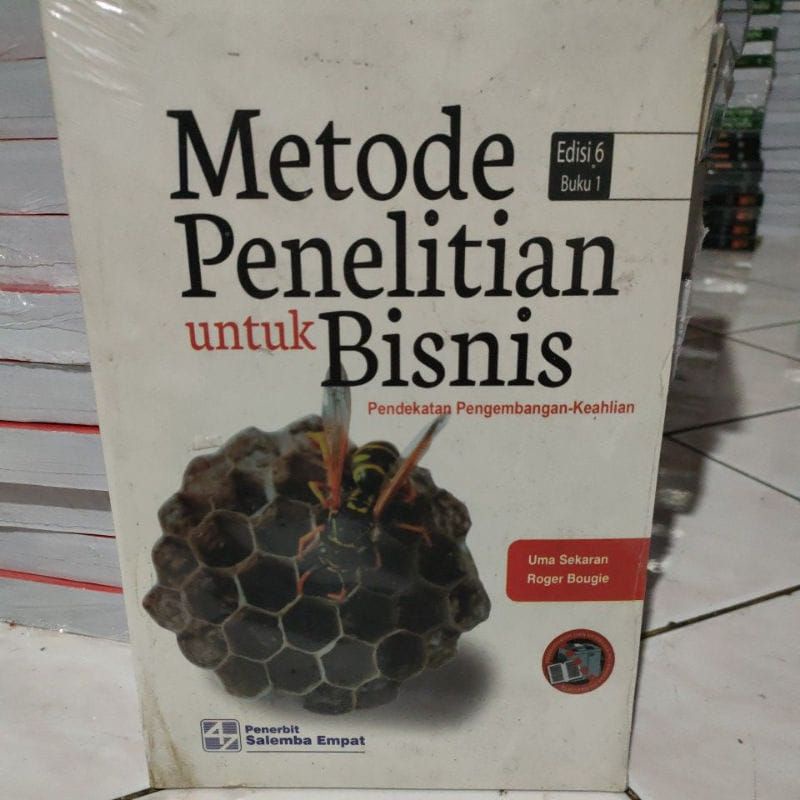 Metode
Edisi 6
Buku 1
Penelitian
untuk Bisnis
Pendekatan Pengembangan-Keahlian
Uma Sekaran
Roger Bougie
Penerbit
Salemba Empat